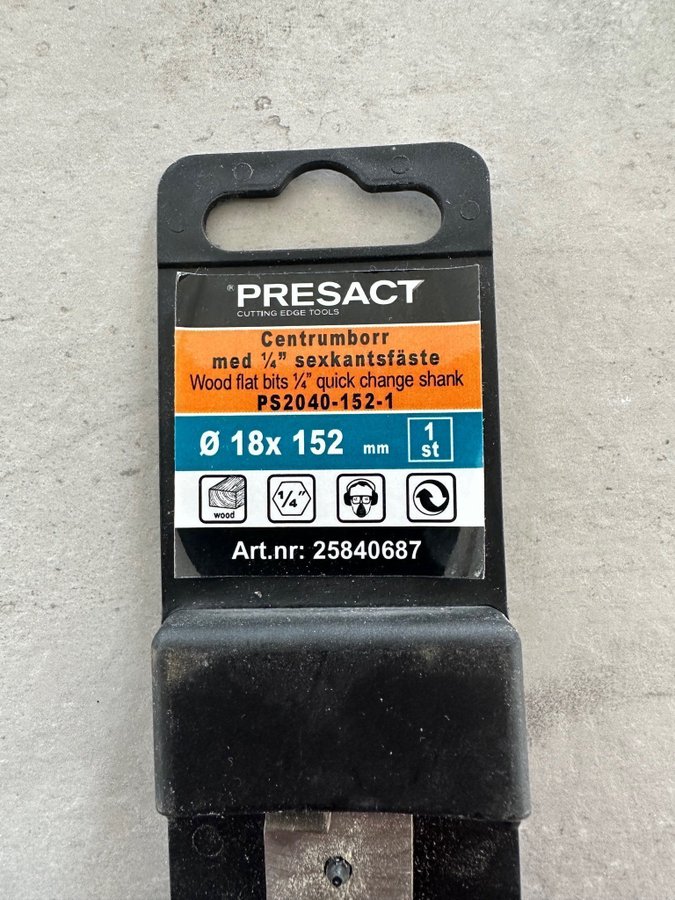 ® PRESACT
CUTTING EDGE TOOLS
Centrumborr
med ¼” sexkantsfäste
Wood flat bits ¼” quick change shank
PS2040-152-1
Ø 18x 152 mm
1
st
wood
1/4”
Art.nr: 25840687